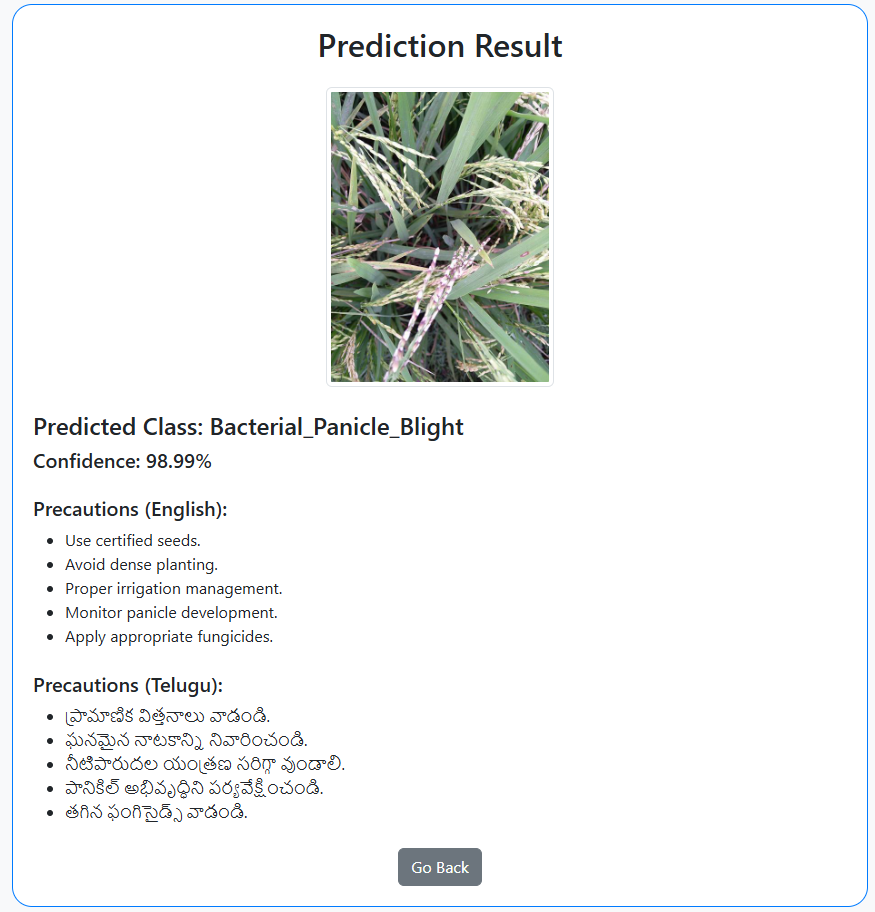 Prediction Result
Predicted Class: Bacterial_Panicle_Blight
Confidence: 98.99%
Precautions (English):
Use certified seeds.
Avoid dense planting.
Proper irrigation management.
Monitor panicle development.
Apply appropriate fungicides.
Precautions (Telugu):
ప్రామాణిక విత్తనాలు వాడండి.
ఘనమైన నాటకాన్ని నివారించండి.
నీటిపారుదల యంత్రణ సరిగ్గా వుండాలి.
పానికిల్ అభివృద్ధిని పర్యవేక్షించండి.
తగిన ఫంగిసైడ్స్ వాడండి.
Go Back